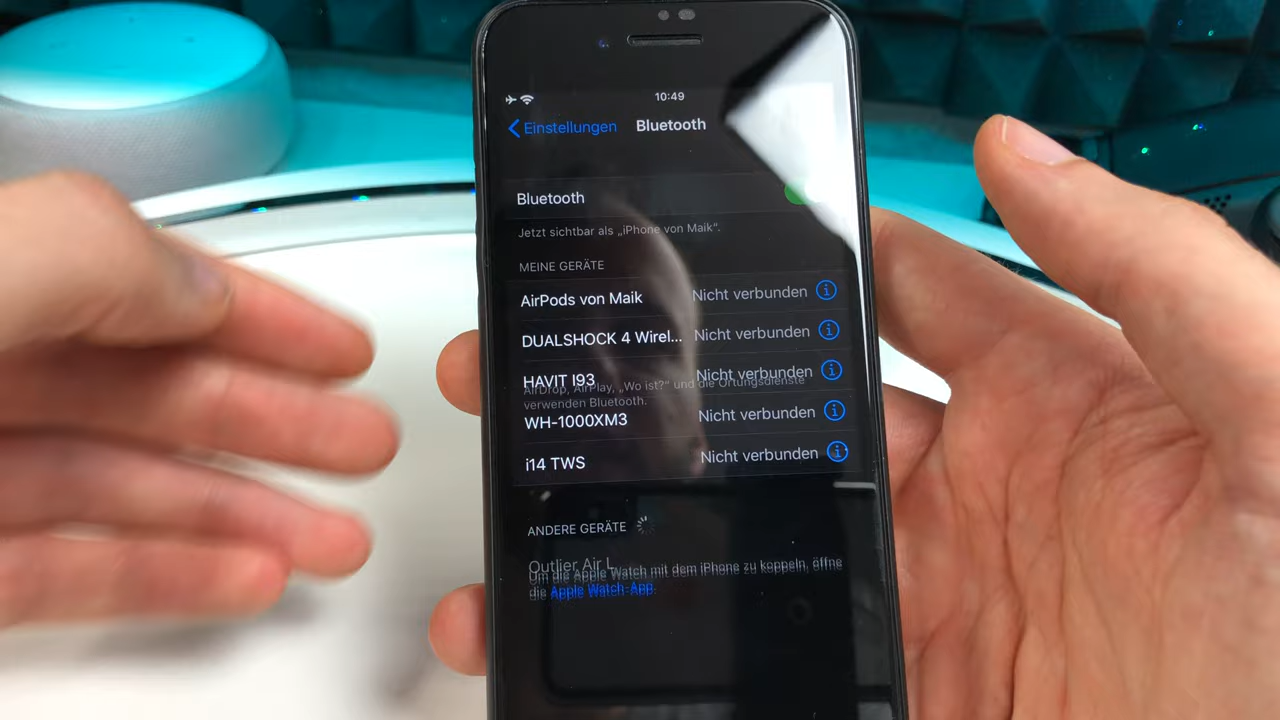 10:49
Einstellungen
Bluetooth
Bluetooth
Jetzt sichtbar als „iPhone von Maik“.
MEINE GERÄTE
AirPods von Maik Nicht verbunden
DUALSHOCK 4 Wirel... Nicht verbunden
HAVIT I93 Nicht verbunden
AirDrop, AirPlay, „Wo ist?“ und die Ortungsdienste
verwenden Bluetooth.
WH-1000XM3 Nicht verbunden
i14 TWS Nicht verbunden
ANDERE GERÄTE
Outlier Air L
Um die Apple Watch mit dem iPhone zu koppeln, öffne
die Apple Watch-App.